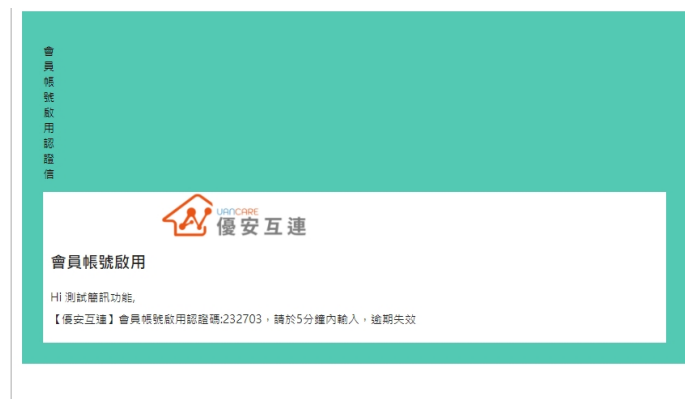 會
員
帳
號
啟
用
認
證
信
UANCARE
優安互連
會員帳號啟用
Hi 測試簡訊功能,
【優安互連】會員帳號啟用認證碼:232703，請於5分鐘內輸入，逾期失效